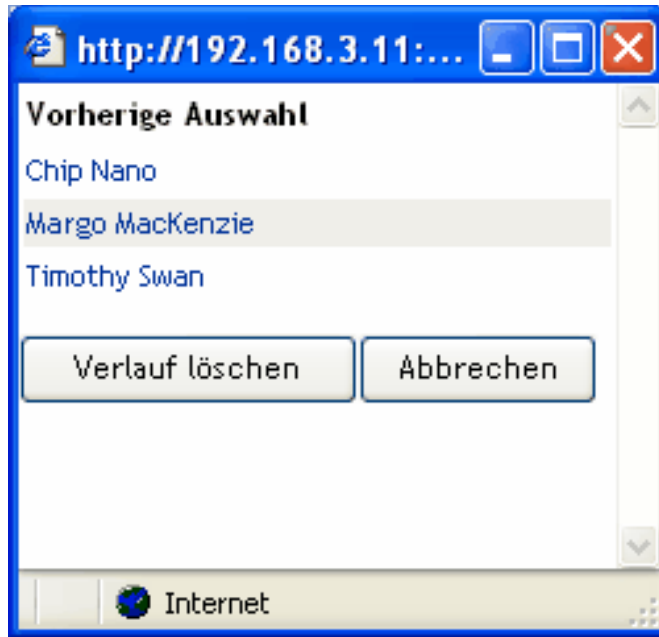 http://192.168.3.11:...
Vorherige Auswahl
Chip Nano
Margo MacKenzie
Timothy Swan
Verlauf löschen Abbrechen
Internet